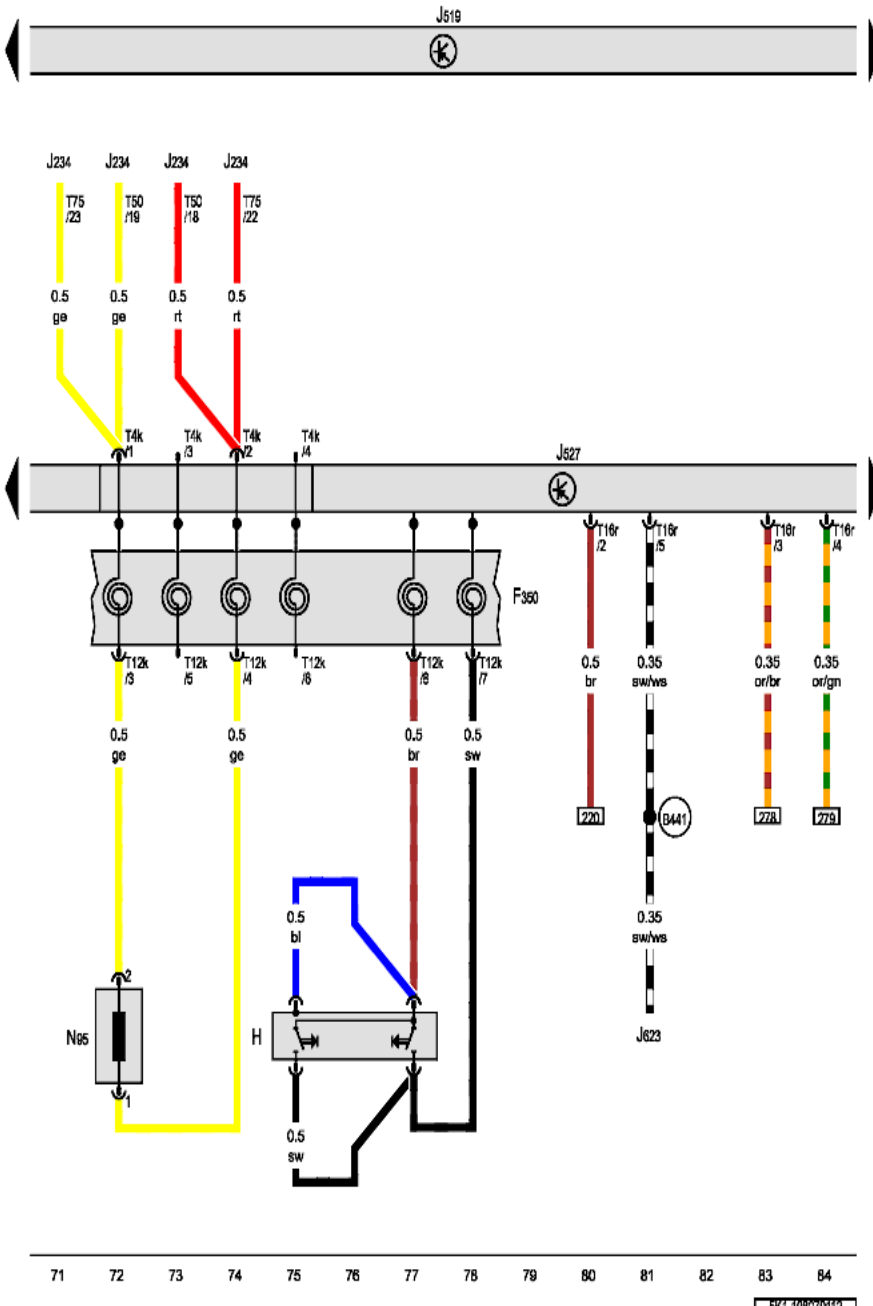 J519
J234 J234 J234 J234
T75 /23 T50 /19 T50 /18 T75 /22
0.5 0.5 0.5 0.5
ge ge rt rt
T4k /1 T4k /3 T4k /2 T4k /4
J527
T16r /2 T16r /5 T16r /3 T16r /4
F350
T12k /3 T12k /5 T12k /4 T12k /6 T12k /8 T12k /7
0.5 0.35 0.35 0.35
br sw/ws or/br or/gn
0.5 0.5 0.5 0.5
ge ge br sw
220 B441 278 279
0.5
bl
0.35
sw/ws
2
N95
H
J623
1
0.5
sw
71 72 73 74 75 76 77 78 79 80 81 82 83 84